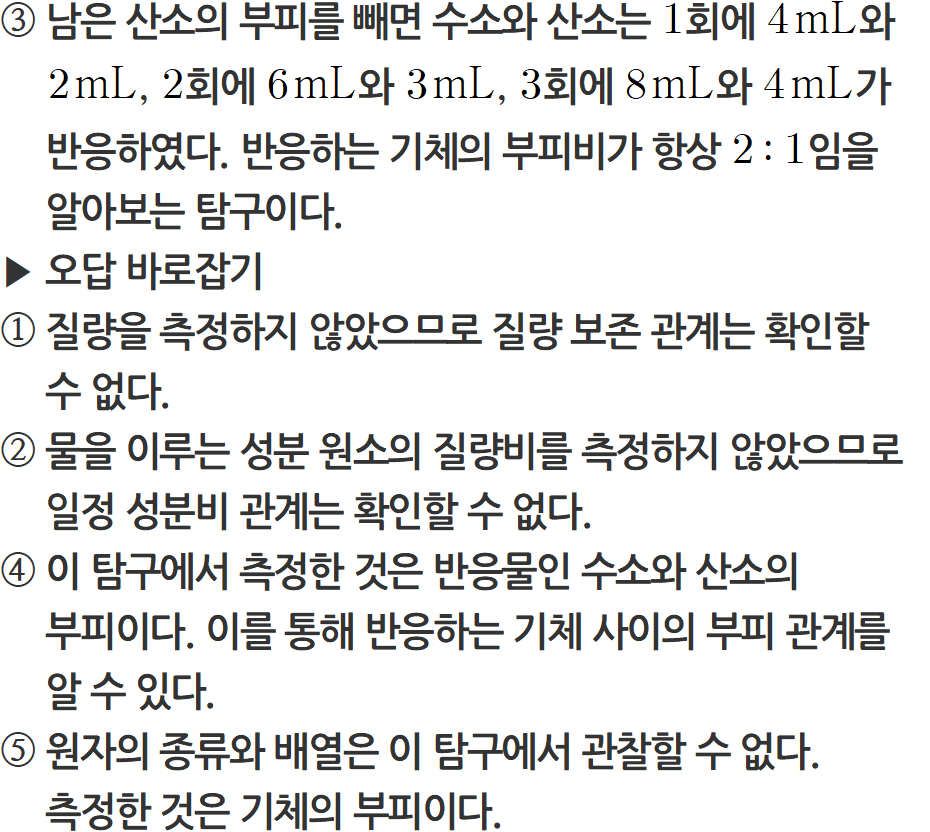 ③ 남은 산소의 부피를 빼면 수소와 산소는 1회에 4mL와
2mL, 2회에 6mL와 3mL, 3회에 8mL와 4mL가
반응하였다. 반응하는 기체의 부피비가 항상 2 : 1임을
알아보는 탐구이다.
▶ 오답 바로잡기
① 질량을 측정하지 않았으므로 질량 보존 관계는 확인할
수 없다.
② 물을 이루는 성분 원소의 질량비를 측정하지 않았으므로
일정 성분비 관계는 확인할 수 없다.
④ 이 탐구에서 측정한 것은 반응물인 수소와 산소의
부피이다. 이를 통해 반응하는 기체 사이의 부피 관계를
알 수 있다.
⑤ 원자의 종류와 배열은 이 탐구에서 관찰할 수 없다.
측정한 것은 기체의 부피이다.